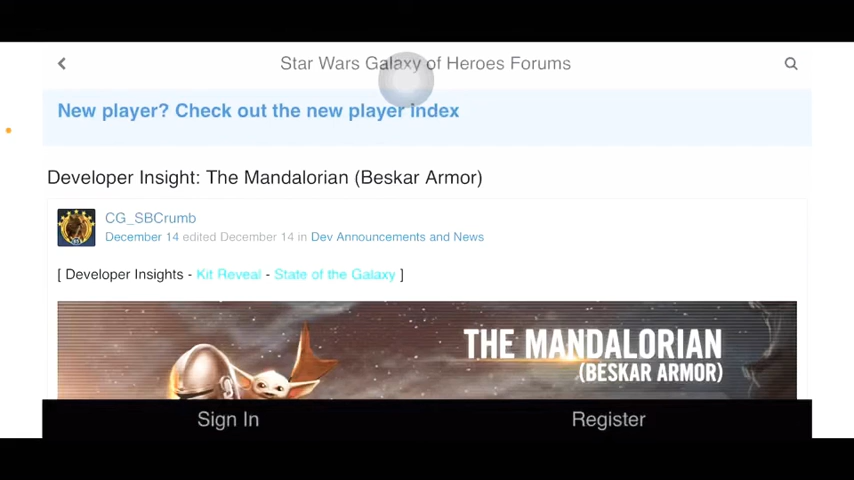 Star Wars Galaxy of Heroes Forums
New player? Check out the new player index
Developer Insight: The Mandalorian (Beskar Armor)
CG_SBCrumb
December 14 edited December 14 in Dev Announcements and News
[ Developer Insights - Kit Reveal - State of the Galaxy ]
THE MANDALORIAN
(BESKAR ARMOR)
Sign In
Register